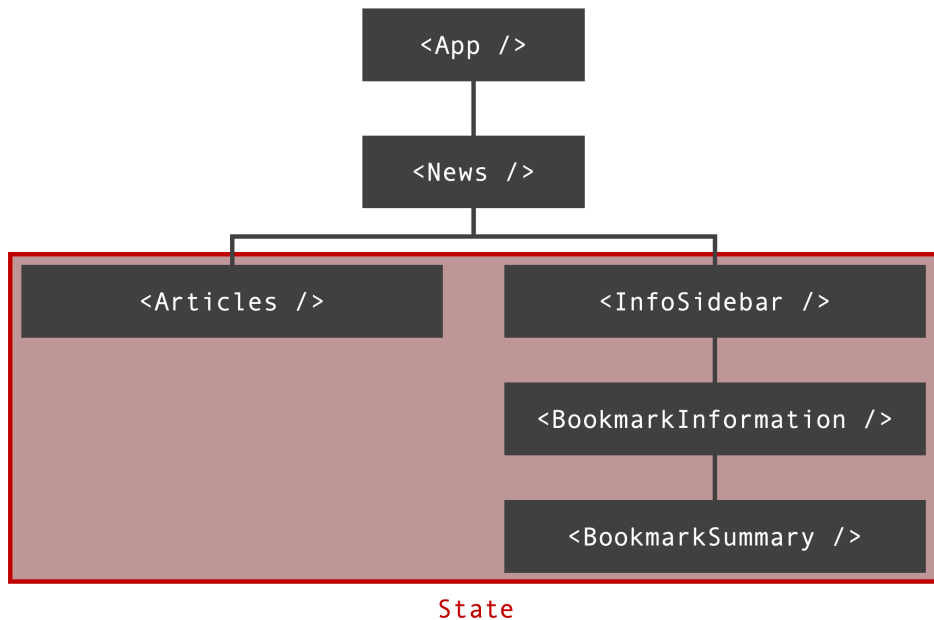 <App />
<News />
<Articles />
<InfoSidebar />
<BookmarkInformation />
<BookmarkSummary />
State